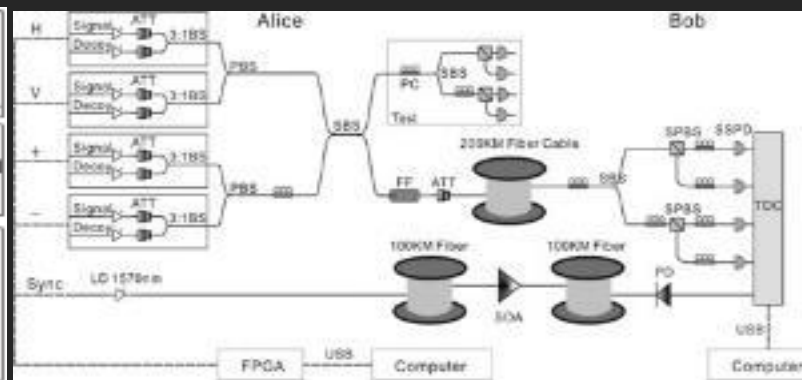 Alice
Bob
H
Signal
ATT
Decoy
3:1BS
V
Signal
ATT
Decoy
3:1BS
+
Signal
ATT
Decoy
3:1BS
−
Signal
ATT
Decoy
3:1BS
PBS
PBS
SBS
PC
SBS
Test
200KM Fiber Cable
FF
ATT
SBS
SPBS
SSPD
SPBS
TDC
Sync
LD 1570nm
100KM Fiber
SOA
100KM Fiber
PD
USB
FPGA
USB
Computer
Computer